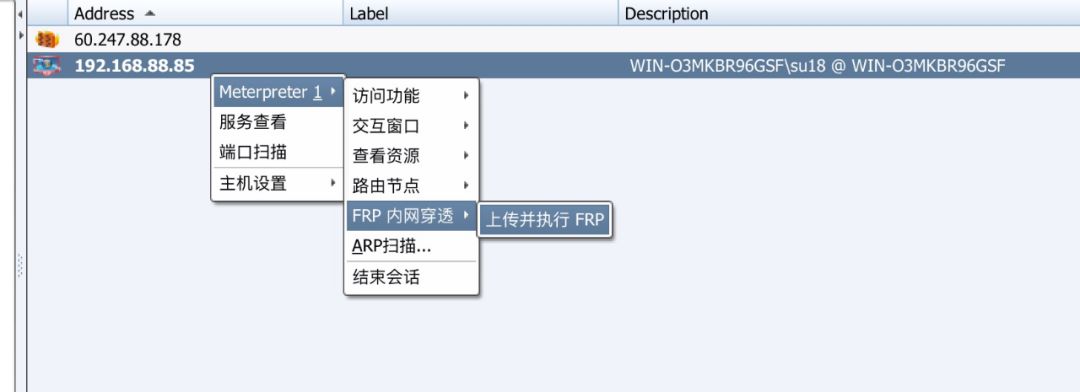 Address Label Description
60.247.88.178
192.168.88.85 WIN-O3MKBR96GSF\su18 @ WIN-O3MKBR96GSF
Meterpreter 1
服务查看
端口扫描
主机设置
访问功能
交互窗口
查看资源
路由节点
FRP 内网穿透
ARP扫描...
结束会话
上传并执行 FRP